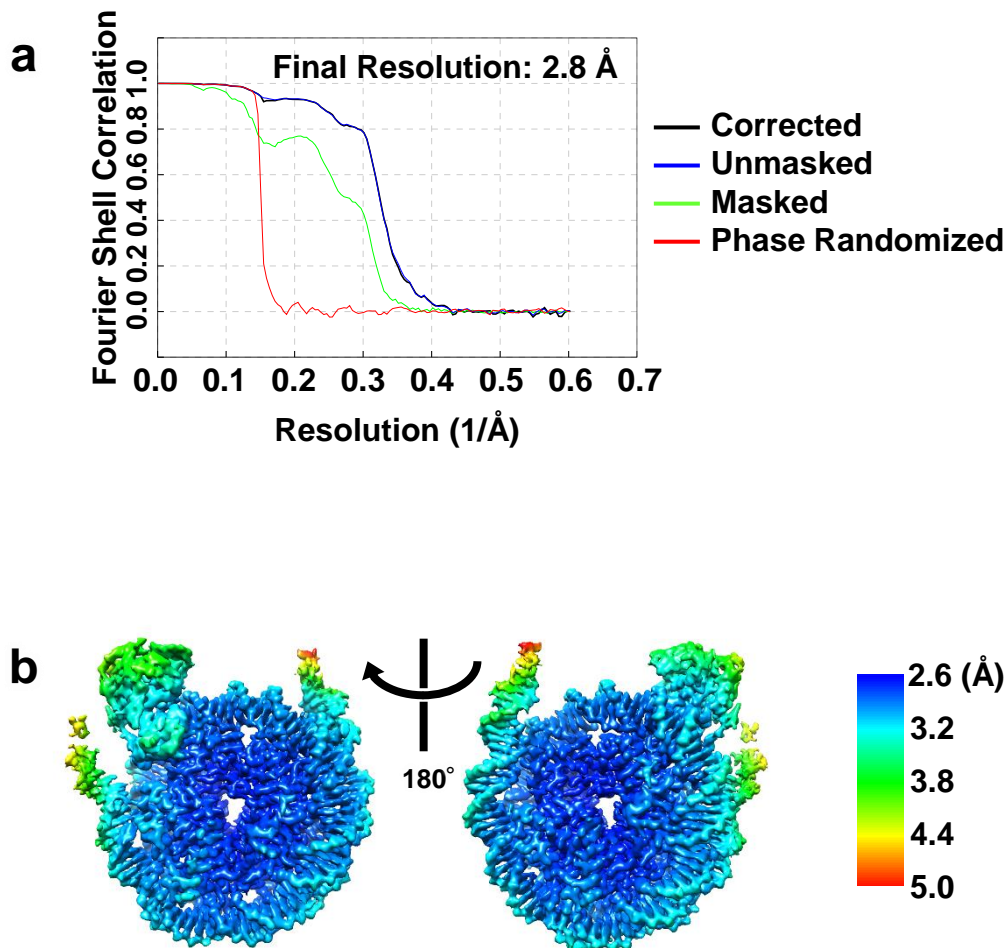 a
Final Resolution: 2.8 Å
Fourier Shell Correlation
1.0
0.8
0.6
0.4
0.2
0.0
0.0 0.1 0.2 0.3 0.4 0.5 0.6 0.7
Resolution (1/Å)
Corrected
Unmasked
Masked
Phase Randomized
b
180°
2.6 (Å)
3.2
3.8
4.4
5.0